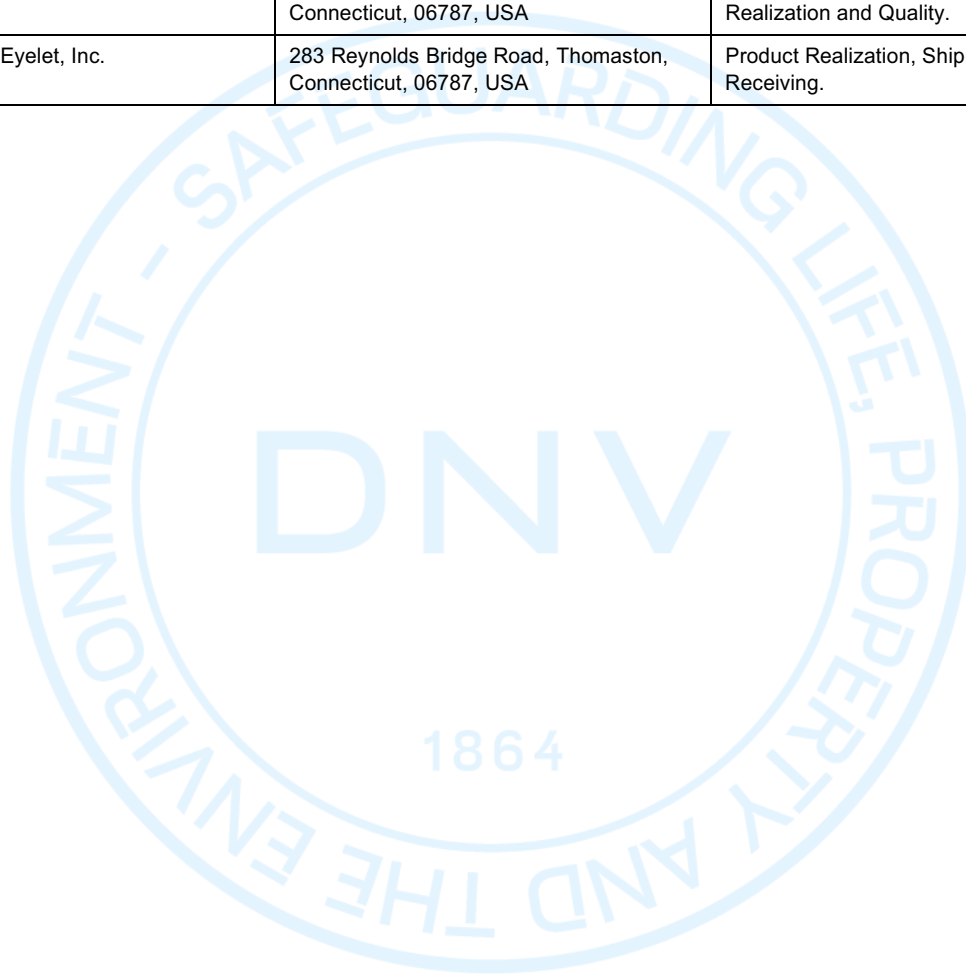 Connecticut, 06787, USA
Realization and Quality.
Eyelet, Inc.
283 Reynolds Bridge Road, Thomaston,
Connecticut, 06787, USA
Product Realization, Ship
Receiving.
SAFEGUARDING LIFE, PROPERTY AND THE ENVIRONMENT -
DNV
1864